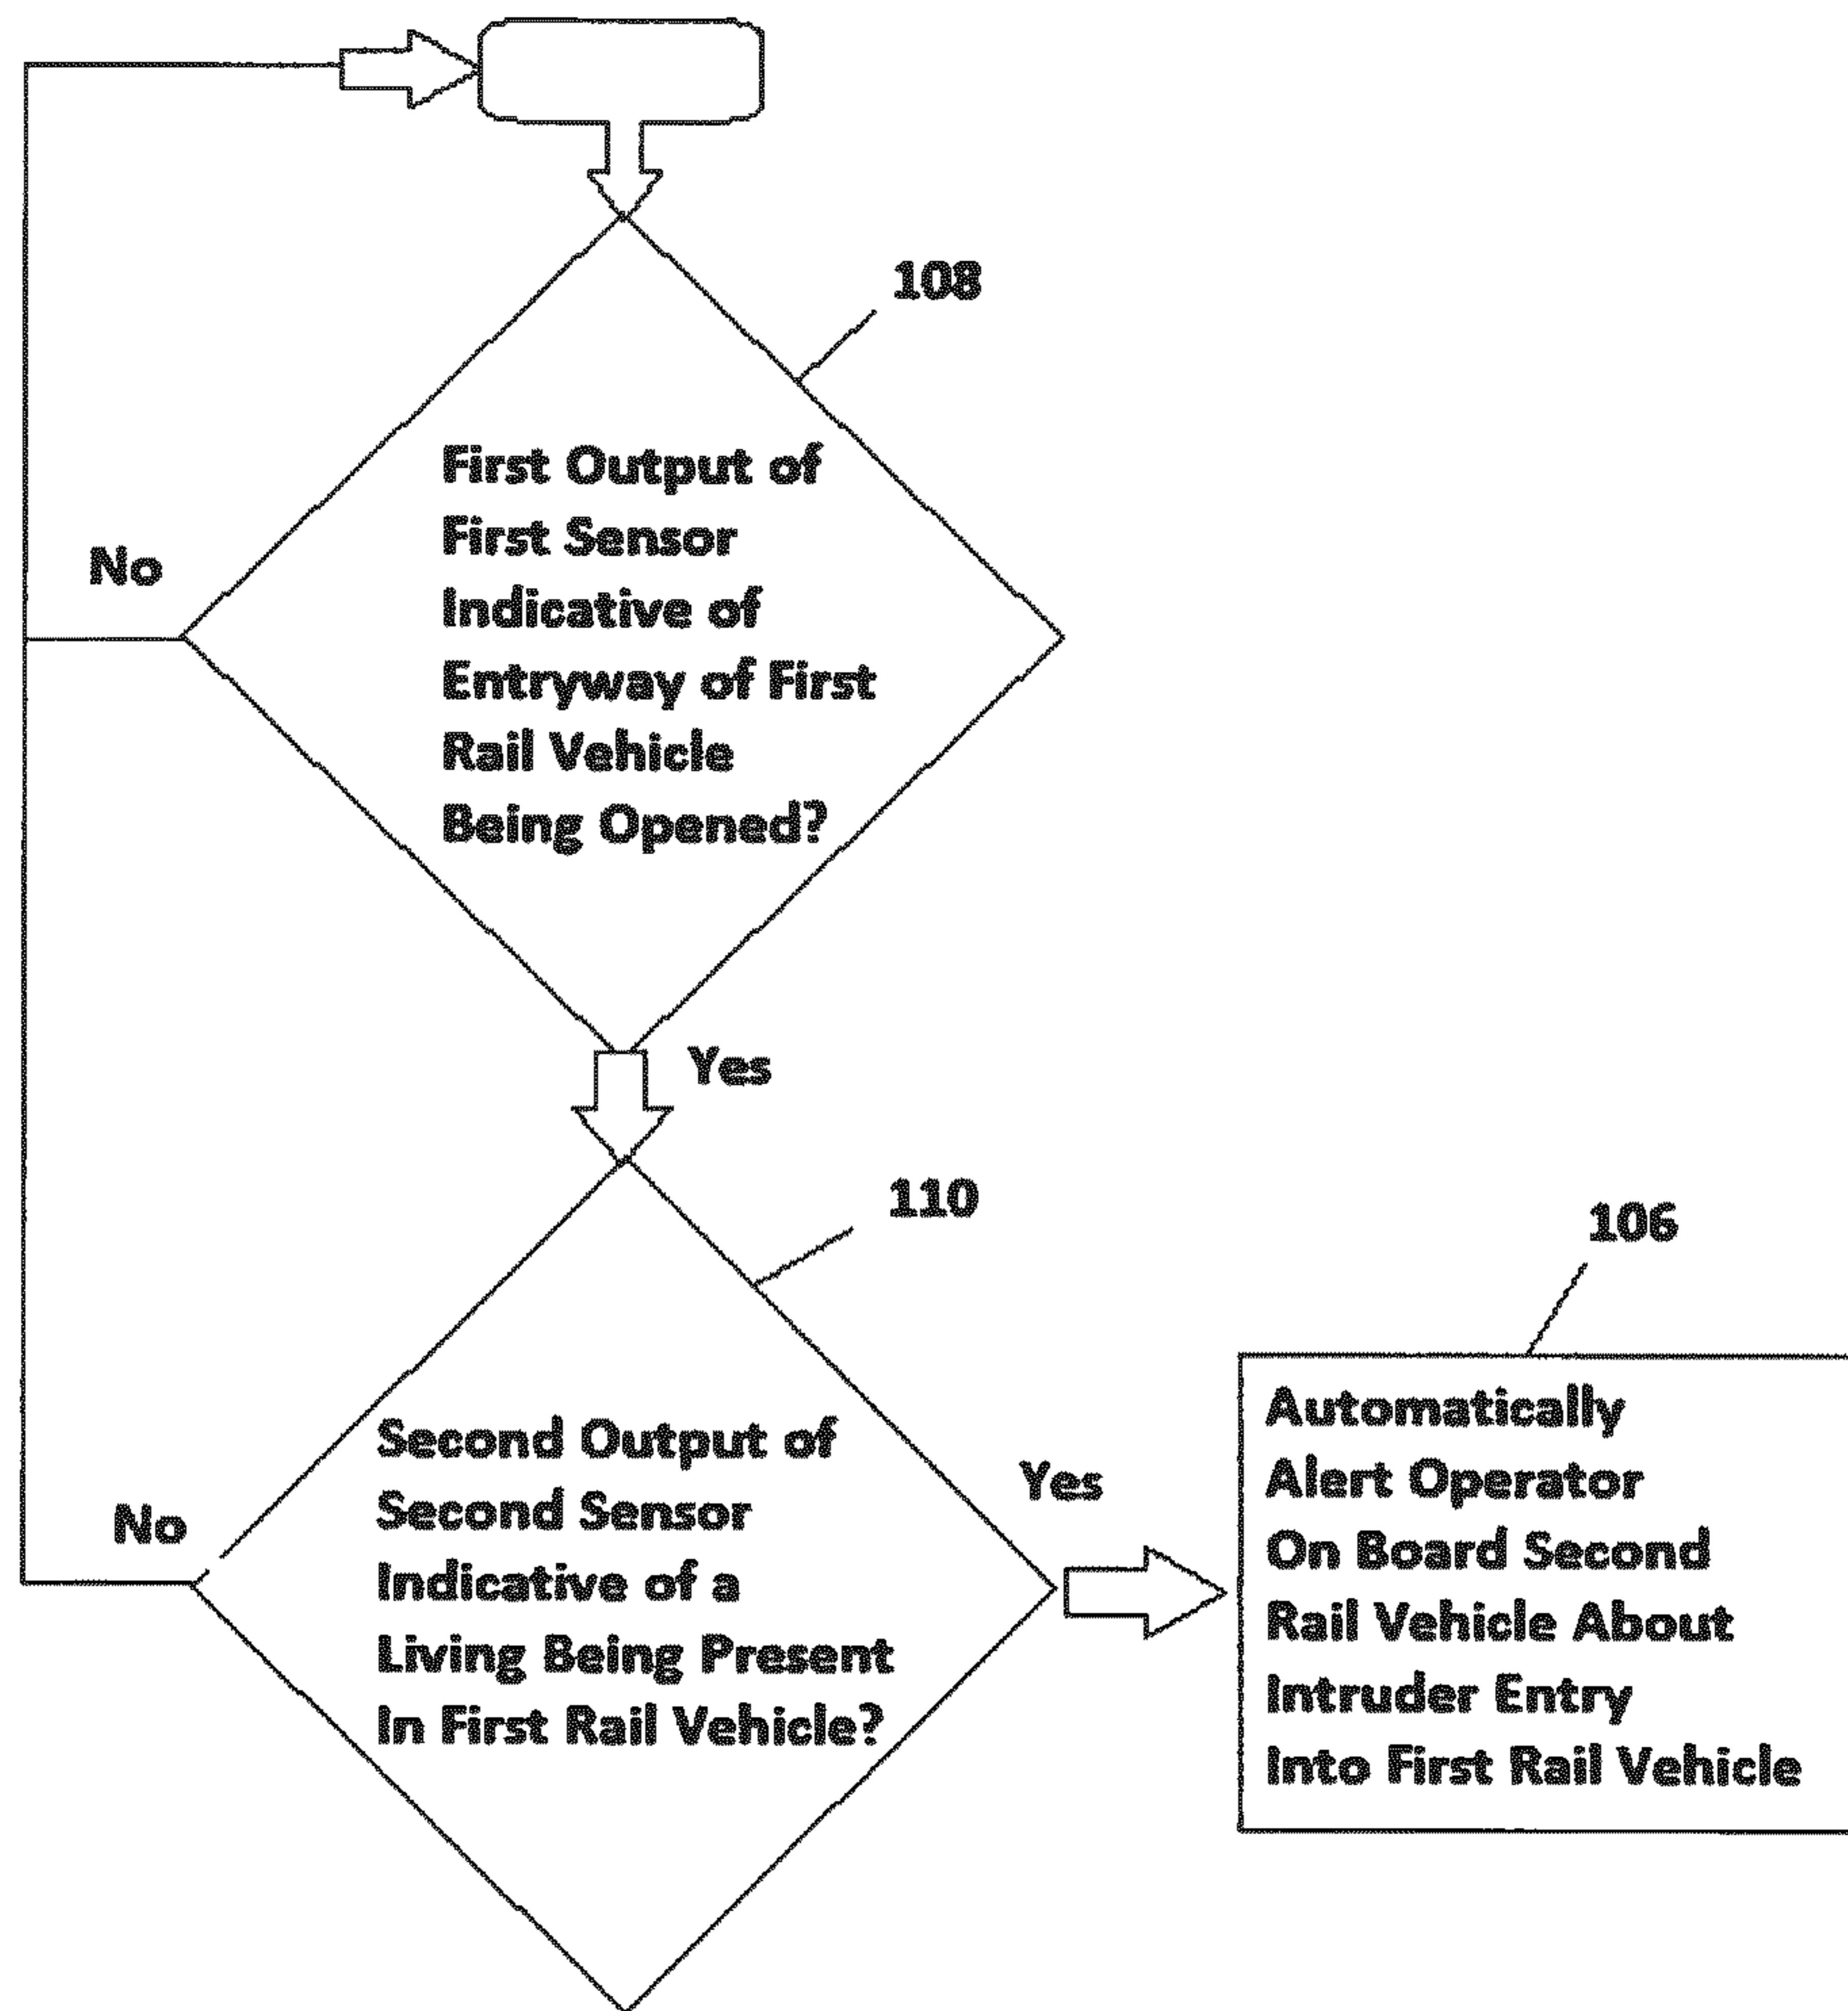 108
First Output of
First Sensor
Indicative of
Entryway of First
Rail Vehicle
Being Opened?
No
Yes
110
106
Second Output of
Second Sensor
Indicative of a
Living Being Present
In First Rail Vehicle?
No
Yes
Automatically
Alert Operator
On Board Second
Rail Vehicle About
Intruder Entry
Into First Rail Vehicle